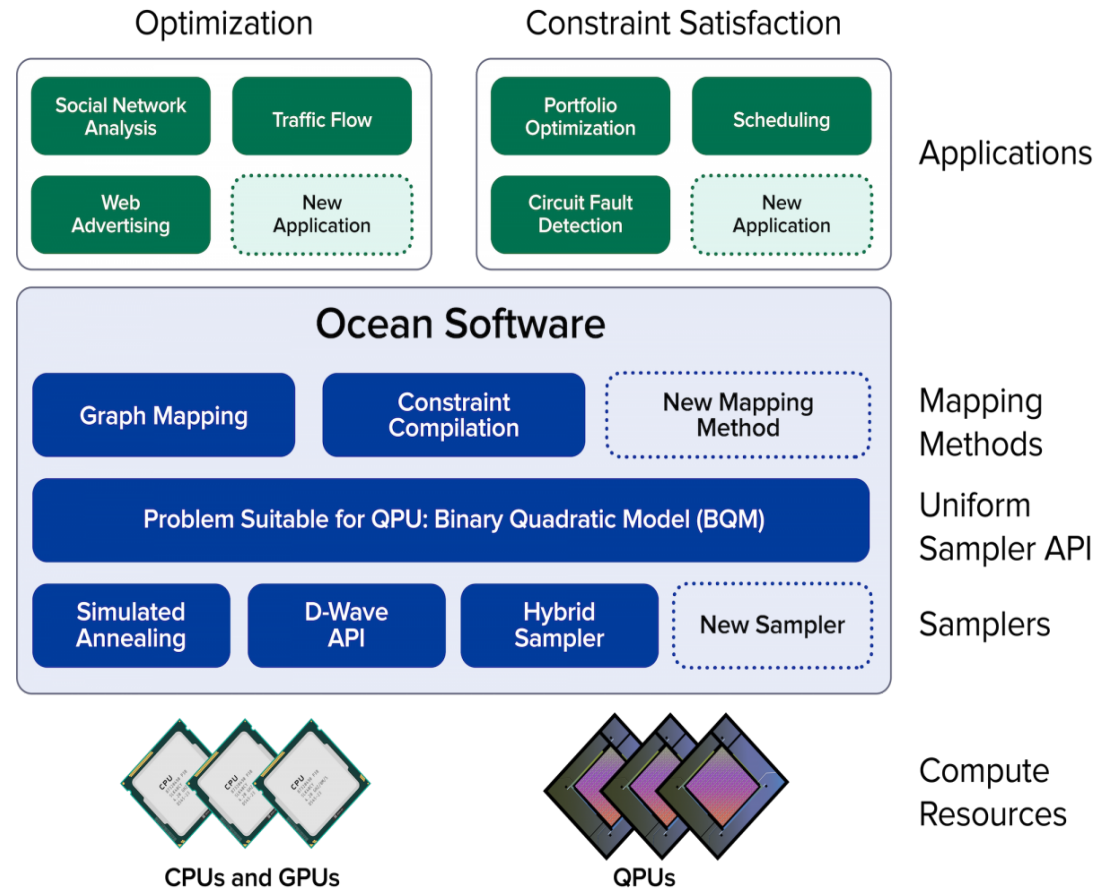 Optimization
Constraint Satisfaction
Social Network
Analysis
Traffic Flow
Portfolio
Optimization
Scheduling
Applications
Web
Advertising
New
Application
Circuit Fault
Detection
New
Application
Ocean Software
Graph Mapping
Constraint
Compilation
New Mapping
Method
Mapping
Methods
Problem Suitable for QPU: Binary Quadratic Model (BQM)
Uniform
Sampler API
Simulated
Annealing
D-Wave
API
Hybrid
Sampler
New Sampler
Samplers
CPU
CPU
CPU
Compute
Resources
CPUs and GPUs
QPUs